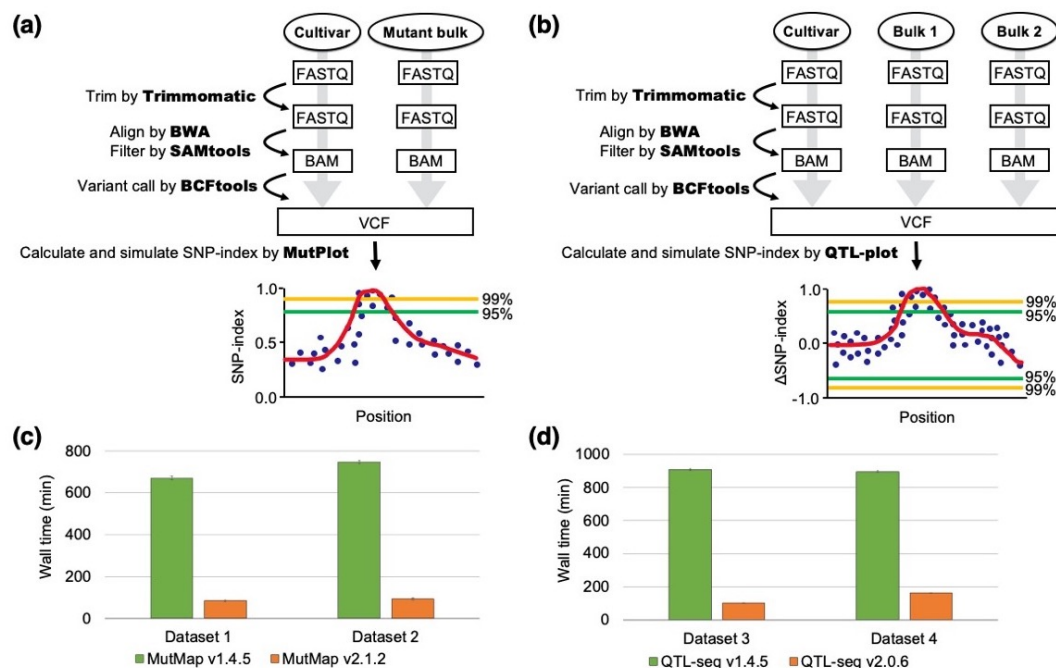 (a)
Cultivar Mutant bulk
FASTQ FASTQ
Trim by Trimmomatic
FASTQ FASTQ
Align by BWA
Filter by SAMtools
BAM BAM
Variant call by BCFtools
VCF
Calculate and simulate SNP-index by MutPlot
1.0
99%
95%
0.5
0.0
SNP-index
Position
(b)
Cultivar Bulk 1 Bulk 2
FASTQ FASTQ FASTQ
Trim by Trimmomatic
FASTQ FASTQ FASTQ
Align by BWA
Filter by SAMtools
BAM BAM BAM
Variant call by BCFtools
VCF
Calculate and simulate SNP-index by QTL-plot
1.0
99%
95%
0.0
95%
99%
-1.0
ΔSNP-index
Position
(c)
800
600
400
200
0
Wall time (min)
Dataset 1 Dataset 2
MutMap v1.4.5 MutMap v2.1.2
(d)
1000
800
600
400
200
0
Wall time (min)
Dataset 3 Dataset 4
QTL-seq v1.4.5 QTL-seq v2.0.6